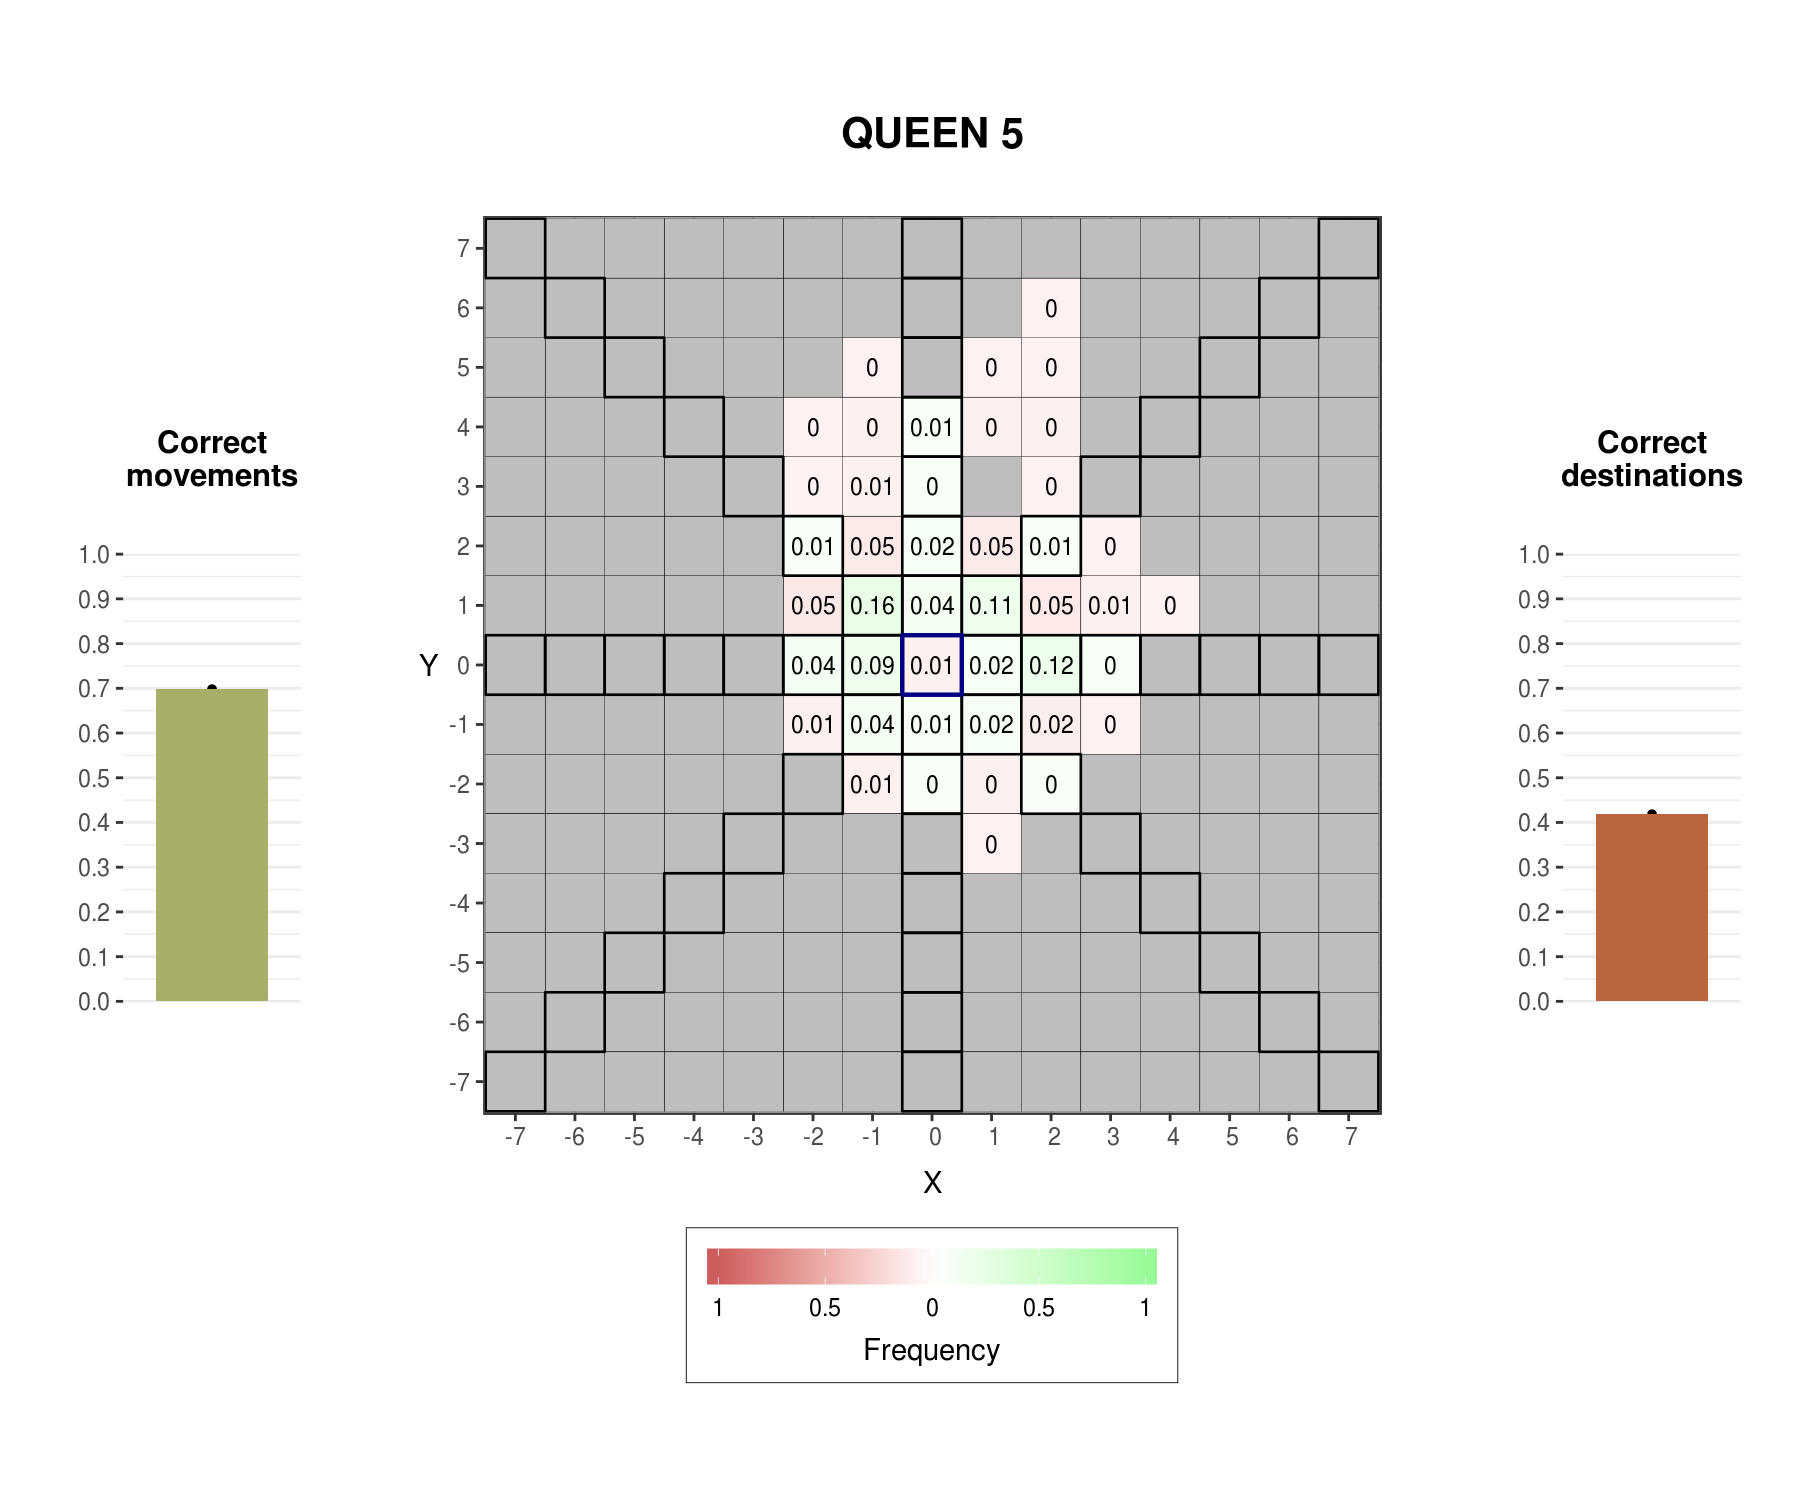 QUEEN 5
Correct
movements
1.0
0.9
0.8
0.7
0.6
0.5
0.4
0.3
0.2
0.1
0.0
Y
7
6 0
5 0 0 0
4 0 0 0.01 0 0
3 0 0.01 0 0
2 0.01 0.05 0.02 0.05 0.01 0
1 0.05 0.16 0.04 0.11 0.05 0.01 0
0 0.04 0.09 0.01 0.02 0.12 0
-1 0.01 0.04 0.01 0.02 0.02 0
-2 0.01 0 0 0
-3 0
-4
-5
-6
-7
-7 -6 -5 -4 -3 -2 -1 0 1 2 3 4 5 6 7
X
1 0.5 0 0.5 1
Frequency
Correct
destinations
1.0
0.9
0.8
0.7
0.6
0.5
0.4
0.3
0.2
0.1
0.0